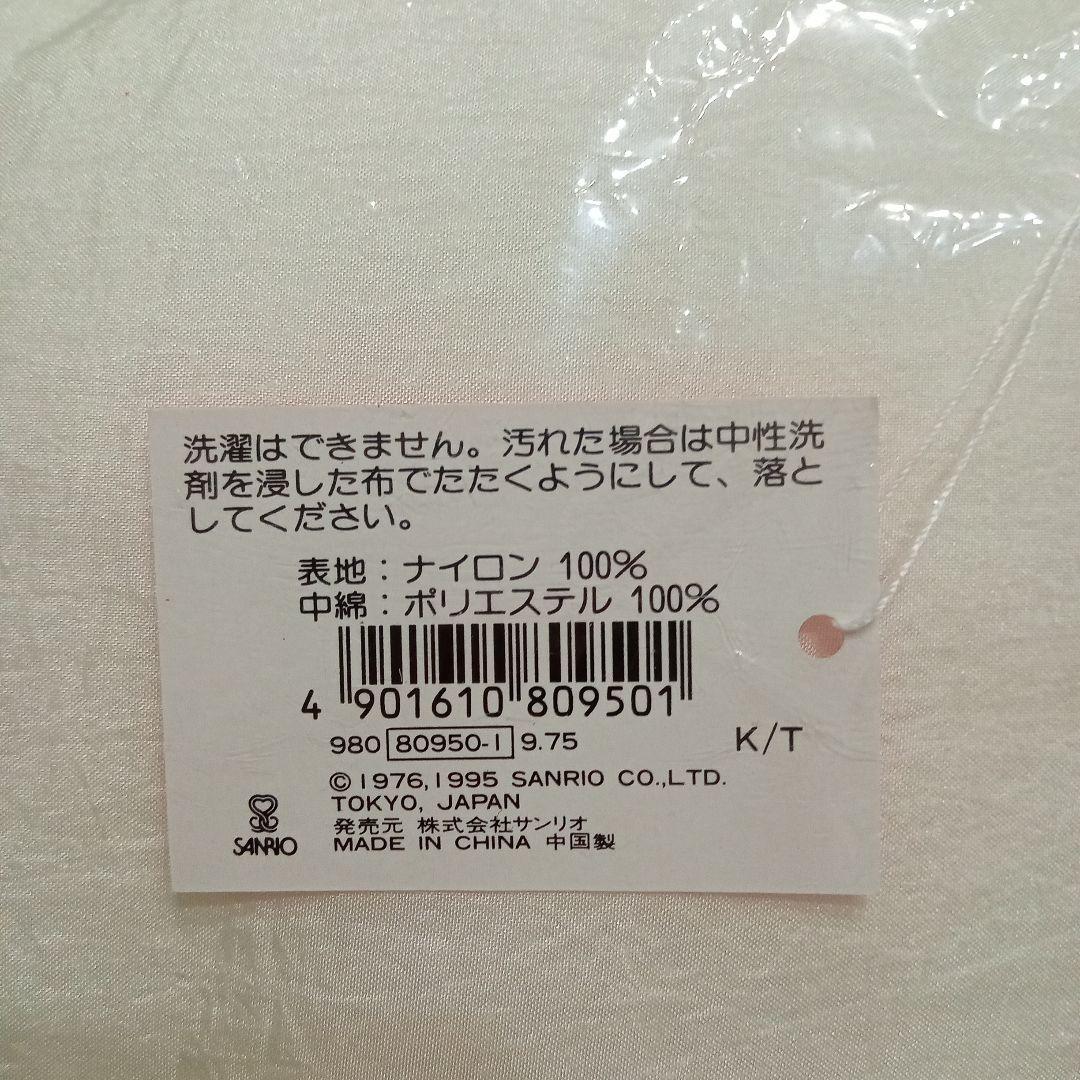 洗濯はできません。汚れた場合は中性洗
剤を浸した布でたたくようにして、落と
してください。
表地：ナイロン 100%
中綿：ポリエステル 100%
4 901610 809501
980 80950-1 9.75
K/T
©1976,1995 SANRIO CO.,LTD.
TOKYO, JAPAN
発売元 株式会社サンリオ
MADE IN CHINA 中国製
SANRIO